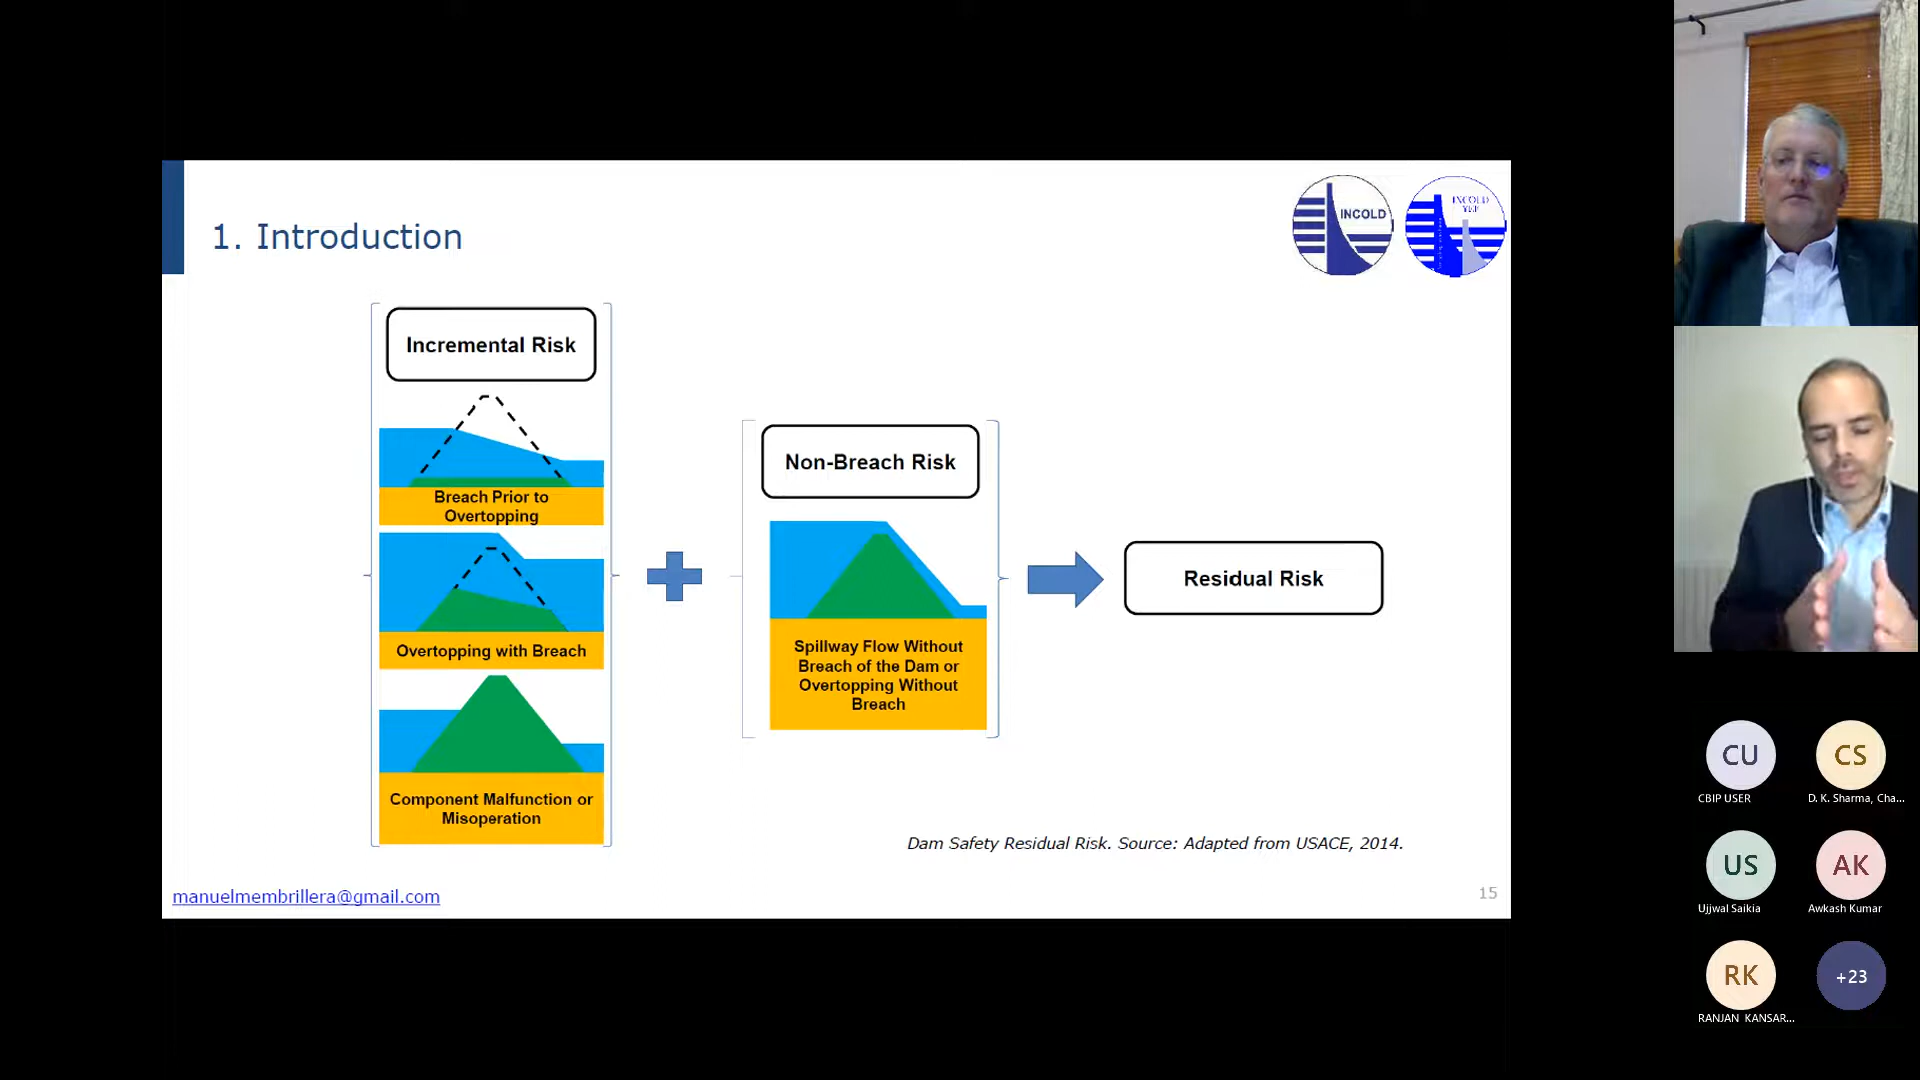 1. Introduction
INCOLD
INCOLD
YEF
Incremental Risk
Breach Prior to
Overtopping
Overtopping with Breach
Component Malfunction or
Misoperation
Non-Breach Risk
Spillway Flow Without
Breach of the Dam or
Overtopping Without
Breach
Residual Risk
Dam Safety Residual Risk. Source: Adapted from USACE, 2014.
manuelmembrillera@gmail.com
15
CU
CBIP USER
CS
D. K. Sharma, Cha...
US
Ujjwal Saikia
AK
Awkash Kumar
RK
RANJAN KANSAR...
+23